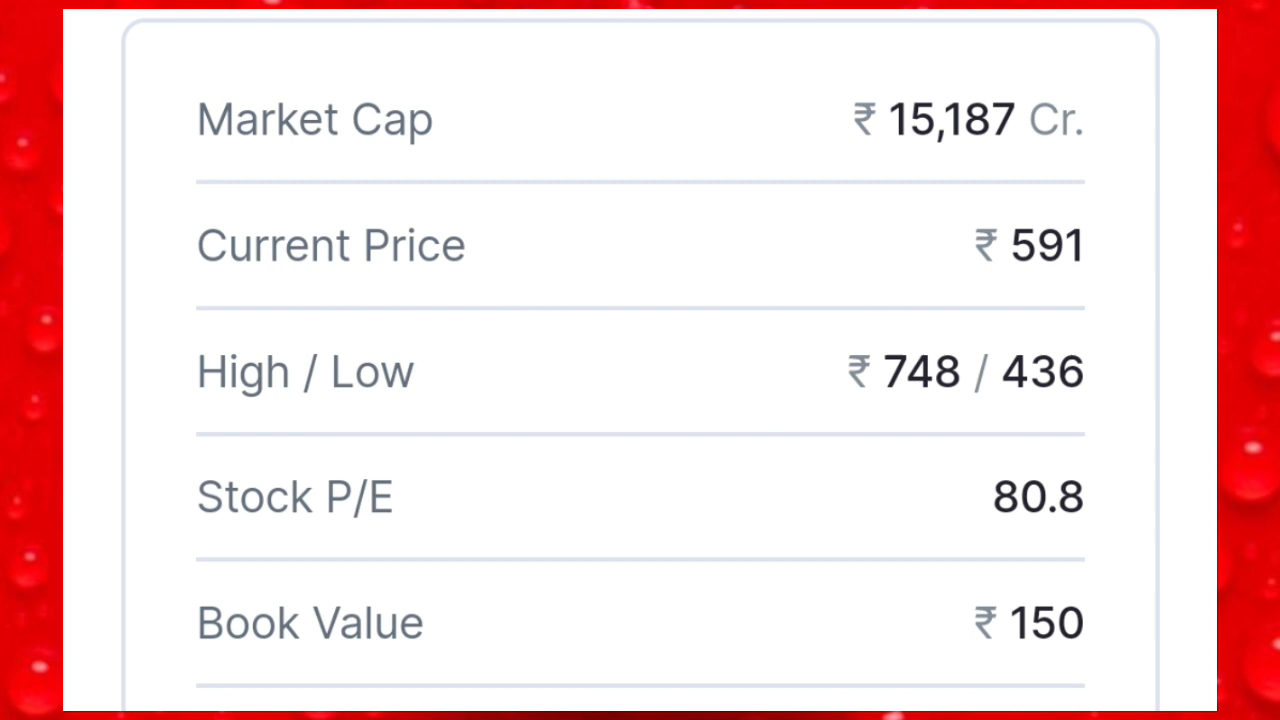 Market Cap ₹ 15,187 Cr.
Current Price ₹ 591
High / Low ₹ 748 / 436
Stock P/E 80.8
Book Value ₹ 150